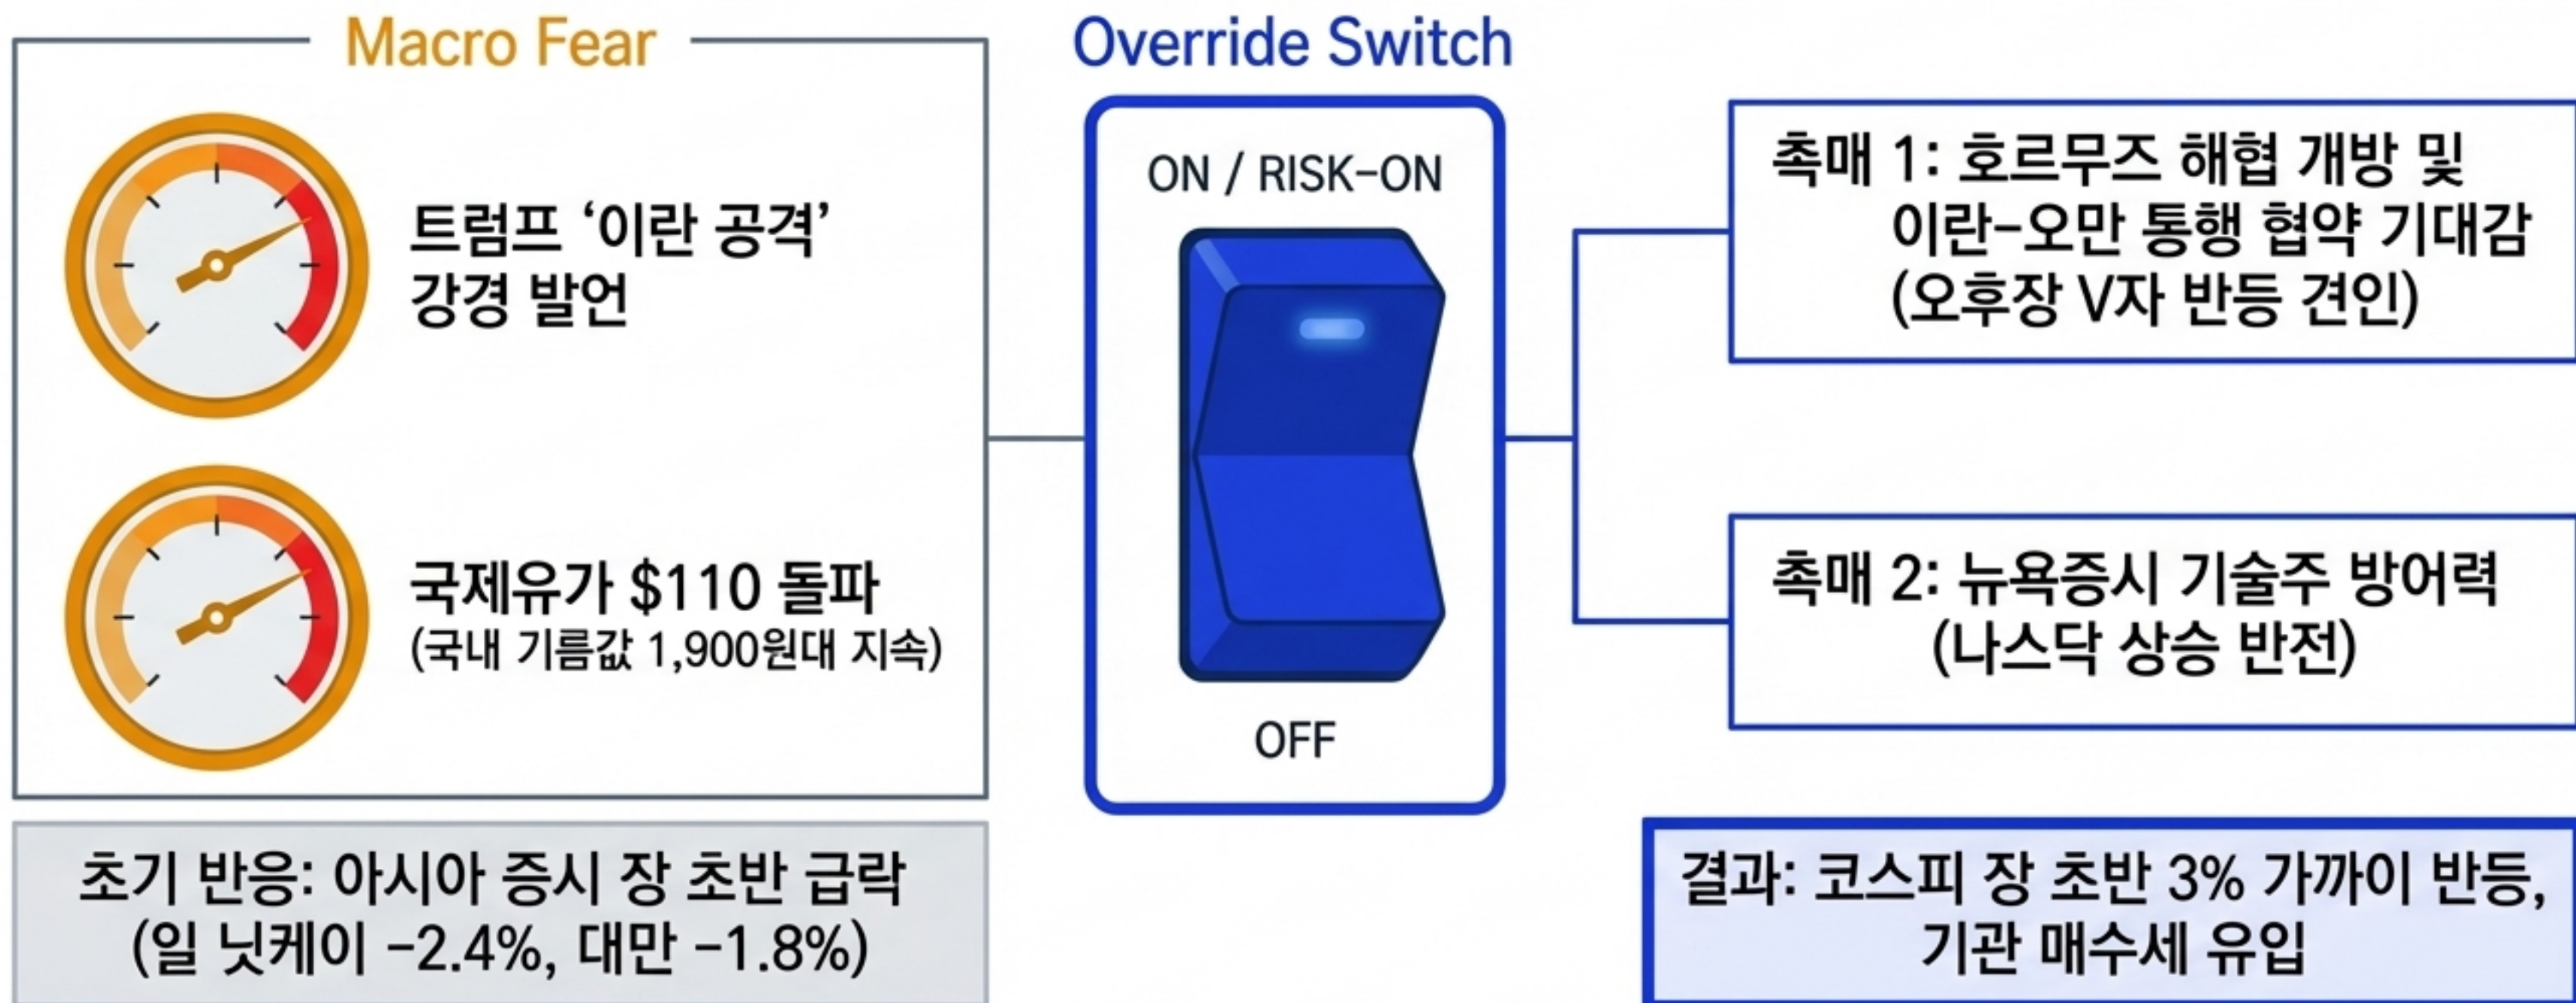 Macro Fear
트럼프 ‘이란 공격’
강경 발언
국제유가 $110 돌파
(국내 기름값 1,900원대 지속)
초기 반응: 아시아 증시 장 초반 급락
(일 닛케이 -2.4%, 대만 -1.8%)
Override Switch
ON / RISK-ON
OFF
촉매 1: 호르무즈 해협 개방 및
이란-오만 통행 협약 기대감
(오후장 V자 반등 견인)
촉매 2: 뉴욕증시 기술주 방어력
(나스닥 상승 반전)
결과: 코스피 장 초반 3% 가까이 반등,
기관 매수세 유입